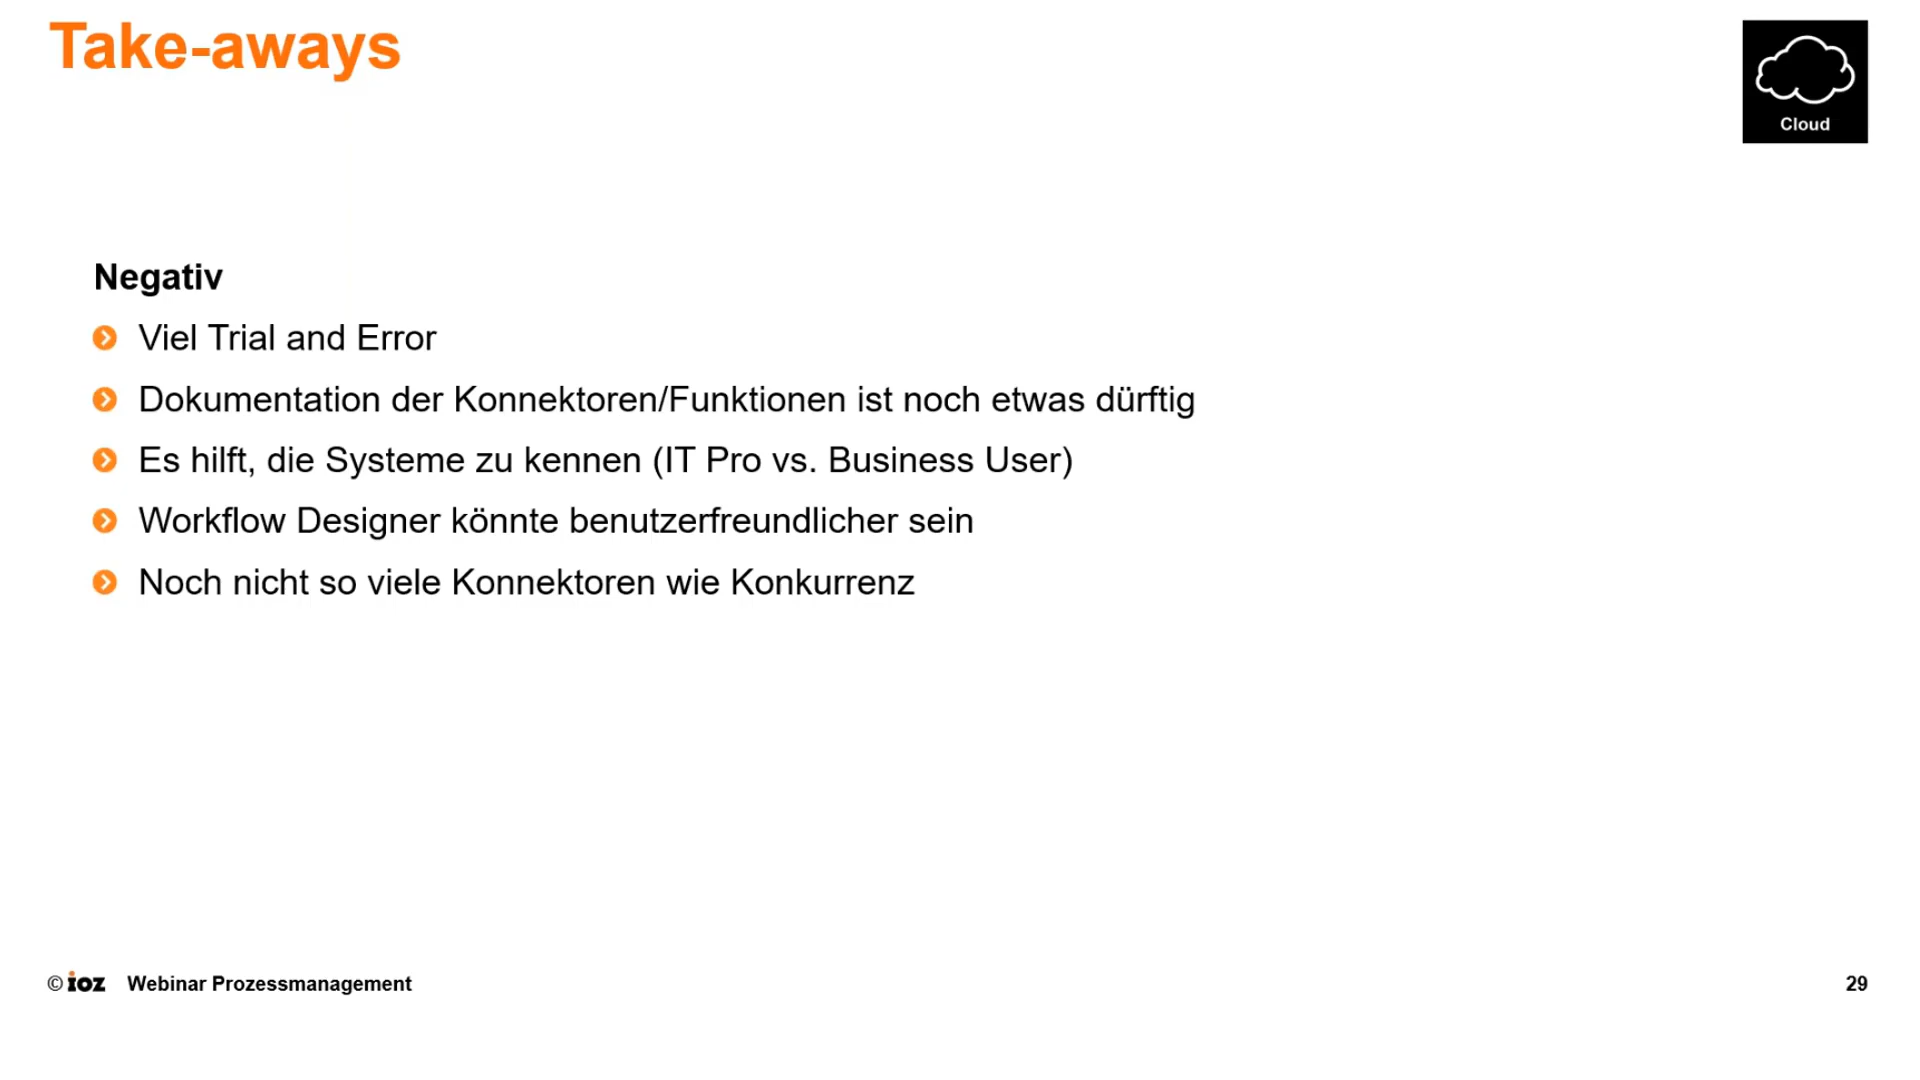 Take-aways
Cloud
Negativ
Viel Trial and Error
Dokumentation der Konnektoren/Funktionen ist noch etwas dürftig
Es hilft, die Systeme zu kennen (IT Pro vs. Business User)
Workflow Designer könnte benutzerfreundlicher sein
Noch nicht so viele Konnektoren wie Konkurrenz
© ioz Webinar Prozessmanagement
29